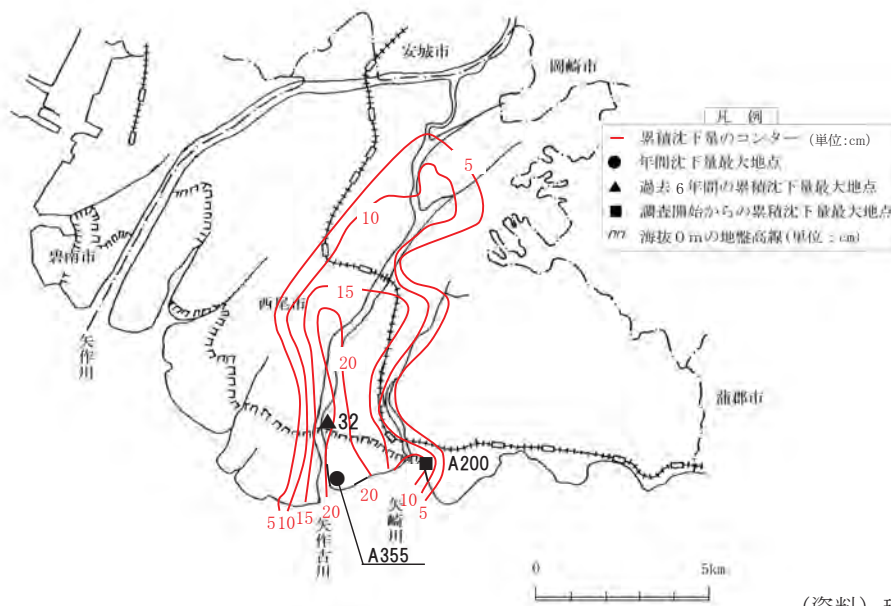 安城市
岡崎市
凡 例
累積沈下量のコンター (単位:cm)
年間沈下量最大地点
過去6年間の累積沈下量最大地点
調査開始からの累積沈下量最大地点
海抜0mの地盤高線(単位:cm)
5
10
碧南市
15
西尾市
20
矢作川
32
蒲郡市
A200
5
10
15
20
20
10
5
矢作古川
矢崎川
A355
0
5km
(資料)